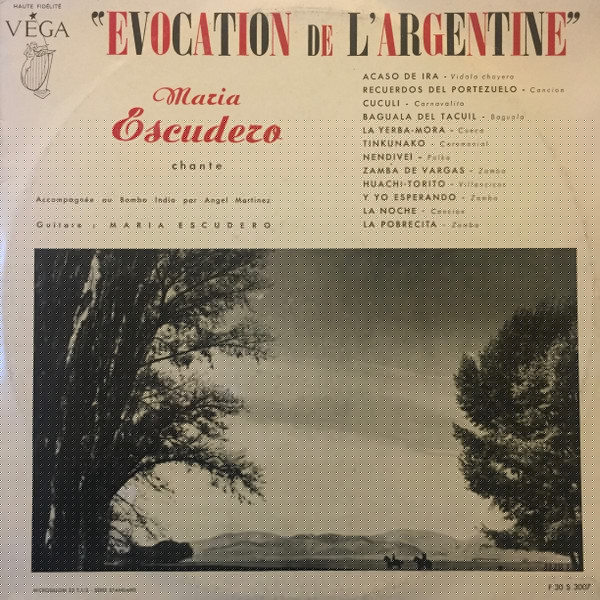 HAUTE FIDÉLITÉ
VÉGA
"EVOCATION DE L'ARGENTINE"
Maria
Escudero
chante
Accompagnée au Bombo Indio par Angel Martinez
Guitare : MARIA ESCUDERO
ACASO DE IRA - Vidala chayera
RECUERDOS DEL PORTEZUELO - Cancion
CUCULI - Carnavalito
BAGUALA DEL TACUIL - Baguala
LA YERBA-MORA - Cueca
TINKUNAKO - Ceremonial
NENDIVEÏ - Polka
ZAMBA DE VARGAS - Zamba
HUACHI-TORITO - Villancicos
Y YO ESPERANDO - Zamba
LA NOCHE - Cancion
LA POBRECITA - Zamba
MICROSILLON 33 T.1/3 - SÉRIE STANDARD
F 30 S 3007